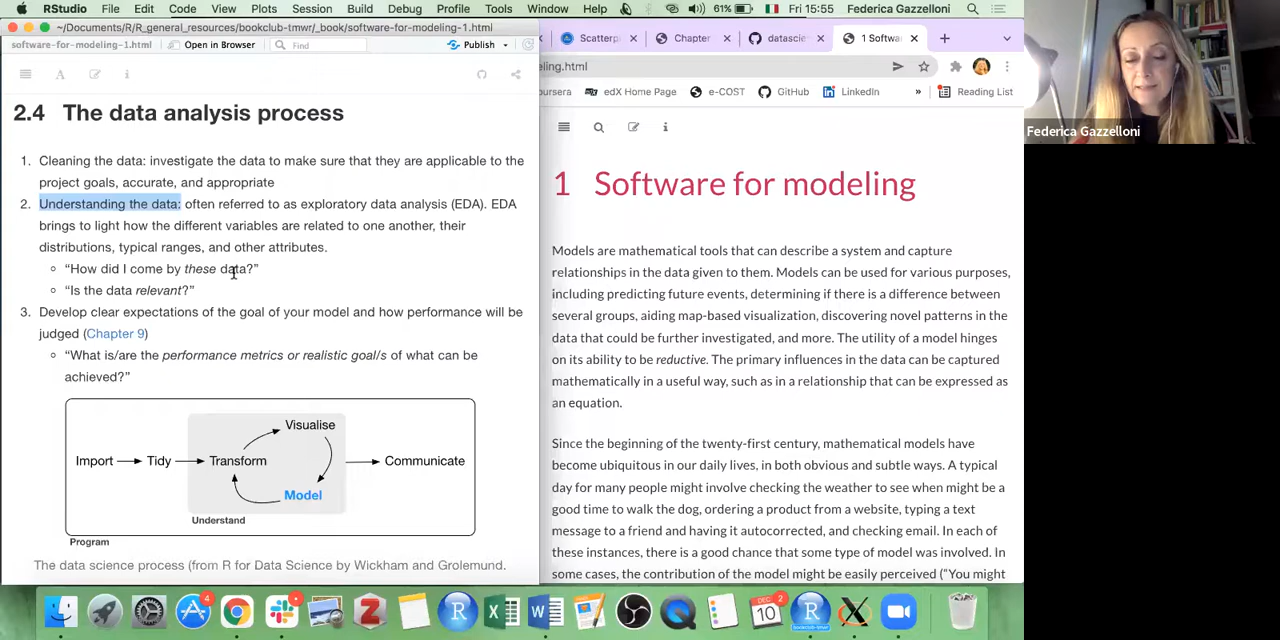 RStudio File Edit Code View Plots Session Build Debug Profile Tools Window Help 61% Fri 15:55 Federica Gazzelloni
~/Documents/R/R_general_resources/bookclub-tmwr/_book/software-for-modeling-1.html
software-for-modeling-1.html Open in Browser Find Publish
2.4 The data analysis process
1. Cleaning the data: investigate the data to make sure that they are applicable to the
project goals, accurate, and appropriate
2. Understanding the data: often referred to as exploratory data analysis (EDA). EDA
brings to light how the different variables are related to one another, their
distributions, typical ranges, and other attributes.
“How did I come by these data?”
“Is the data relevant?”
3. Develop clear expectations of the goal of your model and how performance will be
judged (Chapter 9)
“What is/are the performance metrics or realistic goal/s of what can be
achieved?”
Visualise
Import Tidy Transform Communicate
Model
Understand
Program
The data science process (from R for Data Science by Wickham and Grolemund.
Scatterp Chapter datascie 1 Softwa
ling.html
oursera edX Home Page e-COST GitHub LinkedIn » Reading List
1 Software for modeling
Models are mathematical tools that can describe a system and capture
relationships in the data given to them. Models can be used for various purposes,
including predicting future events, determining if there is a difference between
several groups, aiding map-based visualization, discovering novel patterns in the
data that could be further investigated, and more. The utility of a model hinges
on its ability to be reductive. The primary influences in the data can be captured
mathematically in a useful way, such as in a relationship that can be expressed as
an equation.
Since the beginning of the twenty-first century, mathematical models have
become ubiquitous in our daily lives, in both obvious and subtle ways. A typical
day for many people might involve checking the weather to see when might be a
good time to walk the dog, ordering a product from a website, typing a text
message to a friend and having it autocorrected, and checking email. In each of
these instances, there is a good chance that some type of model was involved. In
some cases, the contribution of the model might be easily perceived (“You might
Federica Gazzelloni
4
DEC
10
2